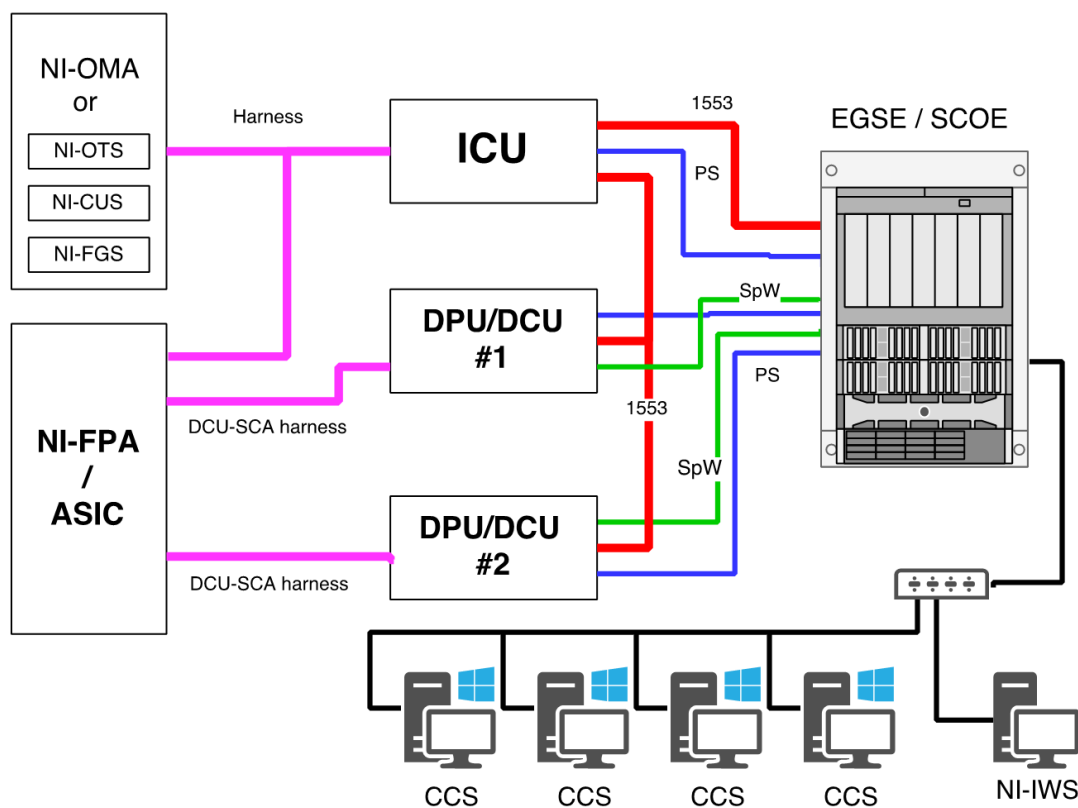 NI-OMA
or
NI-OTS
NI-CUS
NI-FGS
Harness
ICU
1553
PS
EGSE / SCOE
SpW
DPU/DCU
#1
PS
1553
DCU-SCA harness
NI-FPA
/
ASIC
SpW
DPU/DCU
#2
DCU-SCA harness
CCS
CCS
CCS
CCS
NI-IWS